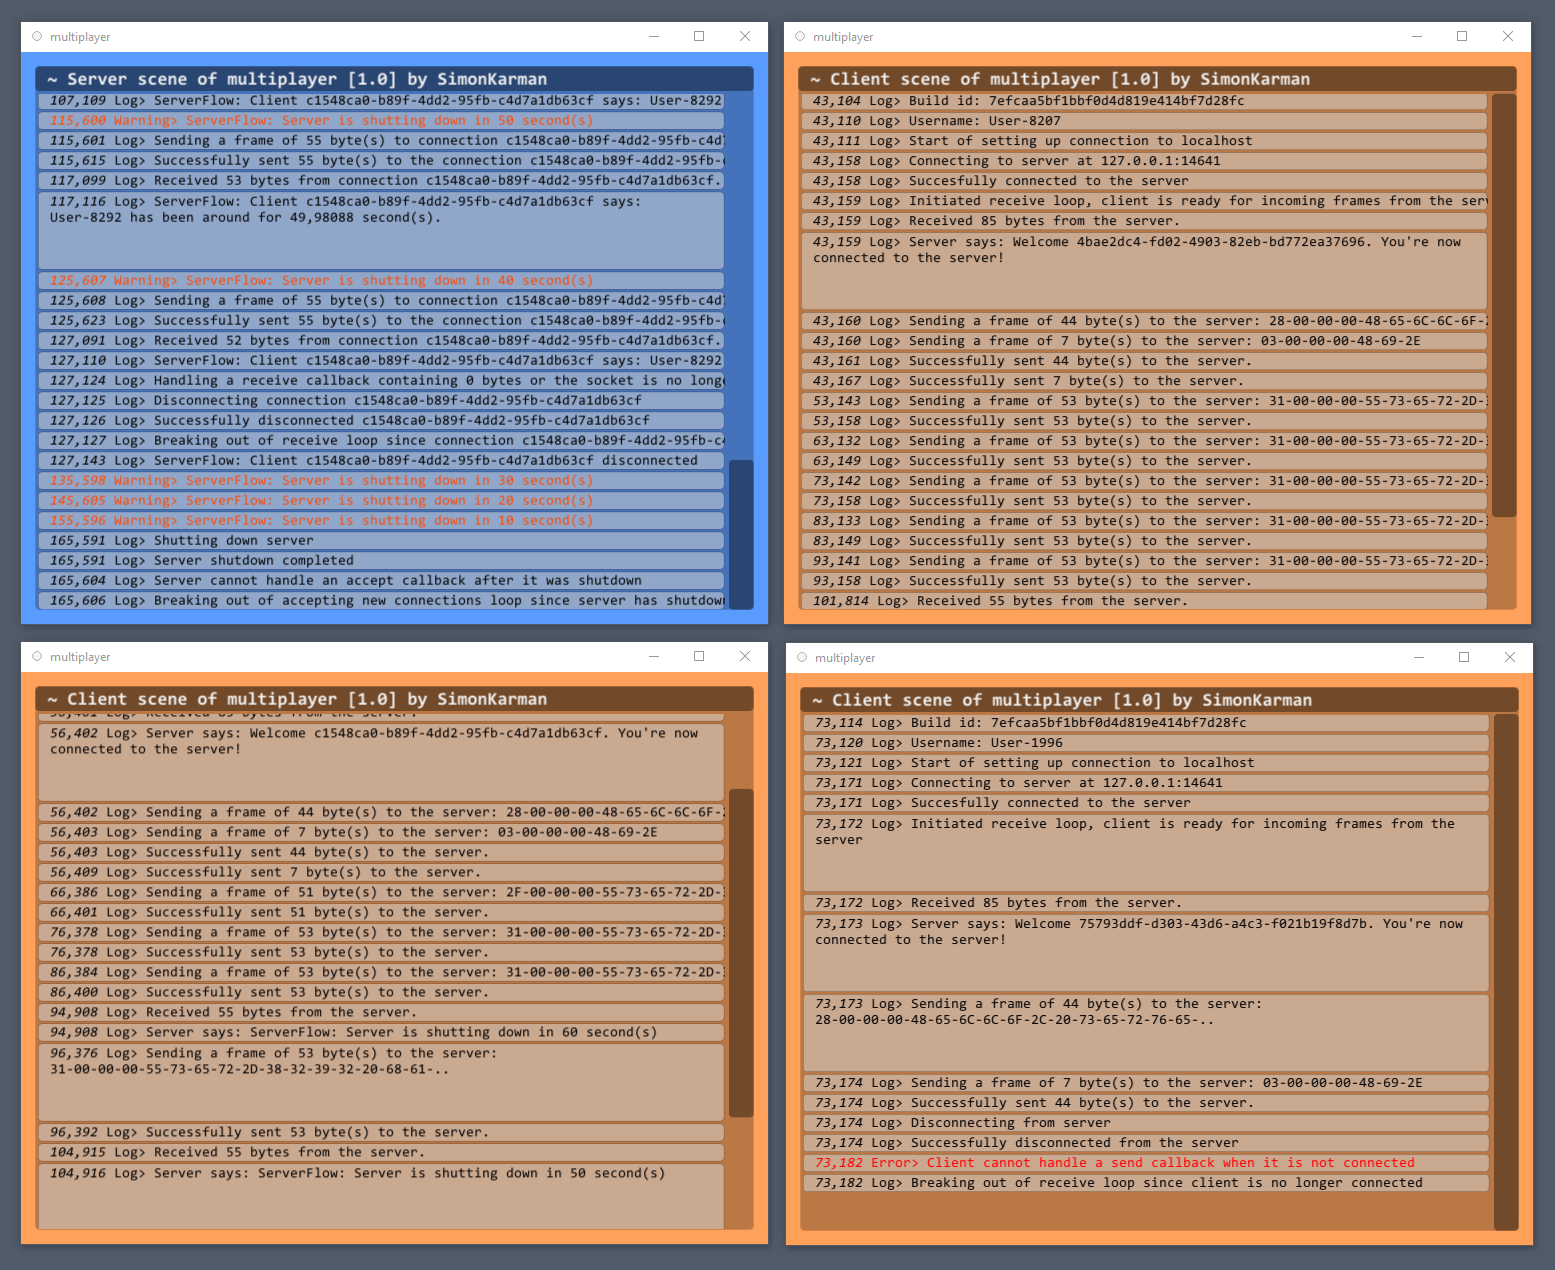 multiplayer
~ Server scene of multiplayer [1.0] by SimonKarman
107,109 Log> ServerFlow: Client c1548ca0-b89f-4dd2-95fb-c4d7a1db63cf says: User-8292
115,600 Warning> ServerFlow: Server is shutting down in 50 second(s)
115,601 Log> Sending a frame of 55 byte(s) to connection c1548ca0-b89f-4dd2-95fb-c4d7
115,615 Log> Successfully sent 55 byte(s) to the connection c1548ca0-b89f-4dd2-95fb-
117,099 Log> Received 53 bytes from connection c1548ca0-b89f-4dd2-95fb-c4d7a1db63cf.
117,116 Log> ServerFlow: Client c1548ca0-b89f-4dd2-95fb-c4d7a1db63cf says:
User-8292 has been around for 49,98088 second(s).
125,607 Warning> ServerFlow: Server is shutting down in 40 second(s)
125,608 Log> Sending a frame of 55 byte(s) to connection c1548ca0-b89f-4dd2-95fb-c4d7
125,623 Log> Successfully sent 55 byte(s) to the connection c1548ca0-b89f-4dd2-95fb-
127,091 Log> Received 52 bytes from connection c1548ca0-b89f-4dd2-95fb-c4d7a1db63cf.
127,110 Log> ServerFlow: Client c1548ca0-b89f-4dd2-95fb-c4d7a1db63cf says: User-8292
127,124 Log> Handling a receive callback containing 0 bytes or the socket is no longe
127,125 Log> Disconnecting connection c1548ca0-b89f-4dd2-95fb-c4d7a1db63cf
127,126 Log> Successfully disconnected c1548ca0-b89f-4dd2-95fb-c4d7a1db63cf
127,127 Log> Breaking out of receive loop since connection c1548ca0-b89f-4dd2-95fb-c4
127,143 Log> ServerFlow: Client c1548ca0-b89f-4dd2-95fb-c4d7a1db63cf disconnected
135,598 Warning> ServerFlow: Server is shutting down in 30 second(s)
145,605 Warning> ServerFlow: Server is shutting down in 20 second(s)
155,596 Warning> ServerFlow: Server is shutting down in 10 second(s)
165,591 Log> Shutting down server
165,591 Log> Server shutdown completed
165,604 Log> Server cannot handle an accept callback after it was shutdown
165,606 Log> Breaking out of accepting new connections loop since server has shutdown
multiplayer
~ Client scene of multiplayer [1.0] by SimonKarman
43,104 Log> Build id: 7efcaa5bf1bbf0d4d819e414bf7d28fc
43,110 Log> Username: User-8207
43,111 Log> Start of setting up connection to localhost
43,158 Log> Connecting to server at 127.0.0.1:14641
43,158 Log> Succesfully connected to the server
43,159 Log> Initiated receive loop, client is ready for incoming frames from the serv
43,159 Log> Received 85 bytes from the server.
43,159 Log> Server says: Welcome 4bae2dc4-fd02-4903-82eb-bd772ea37696. You're now
connected to the server!
43,160 Log> Sending a frame of 44 byte(s) to the server: 28-00-00-00-48-65-6C-6C-6F-2
43,160 Log> Sending a frame of 7 byte(s) to the server: 03-00-00-00-48-69-2E
43,161 Log> Successfully sent 44 byte(s) to the server.
43,167 Log> Successfully sent 7 byte(s) to the server.
53,143 Log> Sending a frame of 53 byte(s) to the server: 31-00-00-00-55-73-65-72-2D-3
53,158 Log> Successfully sent 53 byte(s) to the server.
63,132 Log> Sending a frame of 53 byte(s) to the server: 31-00-00-00-55-73-65-72-2D-3
63,149 Log> Successfully sent 53 byte(s) to the server.
73,142 Log> Sending a frame of 53 byte(s) to the server: 31-00-00-00-55-73-65-72-2D-3
73,158 Log> Successfully sent 53 byte(s) to the server.
83,133 Log> Sending a frame of 53 byte(s) to the server: 31-00-00-00-55-73-65-72-2D-3
83,149 Log> Successfully sent 53 byte(s) to the server.
93,141 Log> Sending a frame of 53 byte(s) to the server: 31-00-00-00-55-73-65-72-2D-3
93,158 Log> Successfully sent 53 byte(s) to the server.
101,814 Log> Received 55 bytes from the server.
multiplayer
~ Client scene of multiplayer [1.0] by SimonKarman
Log> Received 85 bytes from the server.
56,402 Log> Server says: Welcome c1548ca0-b89f-4dd2-95fb-c4d7a1db63cf. You're now
connected to the server!
56,402 Log> Sending a frame of 44 byte(s) to the server: 28-00-00-00-48-65-6C-6C-6F-2
56,403 Log> Sending a frame of 7 byte(s) to the server: 03-00-00-00-48-69-2E
56,403 Log> Successfully sent 44 byte(s) to the server.
56,409 Log> Successfully sent 7 byte(s) to the server.
66,386 Log> Sending a frame of 51 byte(s) to the server: 2F-00-00-00-55-73-65-72-2D-3
66,401 Log> Successfully sent 51 byte(s) to the server.
76,378 Log> Sending a frame of 53 byte(s) to the server: 31-00-00-00-55-73-65-72-2D-3
76,378 Log> Successfully sent 53 byte(s) to the server.
86,384 Log> Sending a frame of 53 byte(s) to the server: 31-00-00-00-55-73-65-72-2D-3
86,400 Log> Successfully sent 53 byte(s) to the server.
94,908 Log> Received 55 bytes from the server.
94,908 Log> Server says: ServerFlow: Server is shutting down in 60 second(s)
96,376 Log> Sending a frame of 53 byte(s) to the server:
31-00-00-00-55-73-65-72-2D-38-32-39-32-20-68-61-..
96,392 Log> Successfully sent 53 byte(s) to the server.
104,915 Log> Received 55 bytes from the server.
104,916 Log> Server says: ServerFlow: Server is shutting down in 50 second(s)
multiplayer
~ Client scene of multiplayer [1.0] by SimonKarman
73,114 Log> Build id: 7efcaa5bf1bbf0d4d819e414bf7d28fc
73,120 Log> Username: User-1996
73,121 Log> Start of setting up connection to localhost
73,171 Log> Connecting to server at 127.0.0.1:14641
73,171 Log> Succesfully connected to the server
73,172 Log> Initiated receive loop, client is ready for incoming frames from the
server
73,172 Log> Received 85 bytes from the server.
73,173 Log> Server says: Welcome 75793ddf-d303-43d6-a4c3-f021b19f8d7b. You're now
connected to the server!
73,173 Log> Sending a frame of 44 byte(s) to the server:
28-00-00-00-48-65-6C-6C-6F-2C-20-73-65-72-76-65-..
73,174 Log> Sending a frame of 7 byte(s) to the server: 03-00-00-00-48-69-2E
73,174 Log> Successfully sent 44 byte(s) to the server.
73,174 Log> Disconnecting from server
73,174 Log> Successfully disconnected from the server
73,182 Error> Client cannot handle a send callback when it is not connected
73,182 Log> Breaking out of receive loop since client is no longer connected